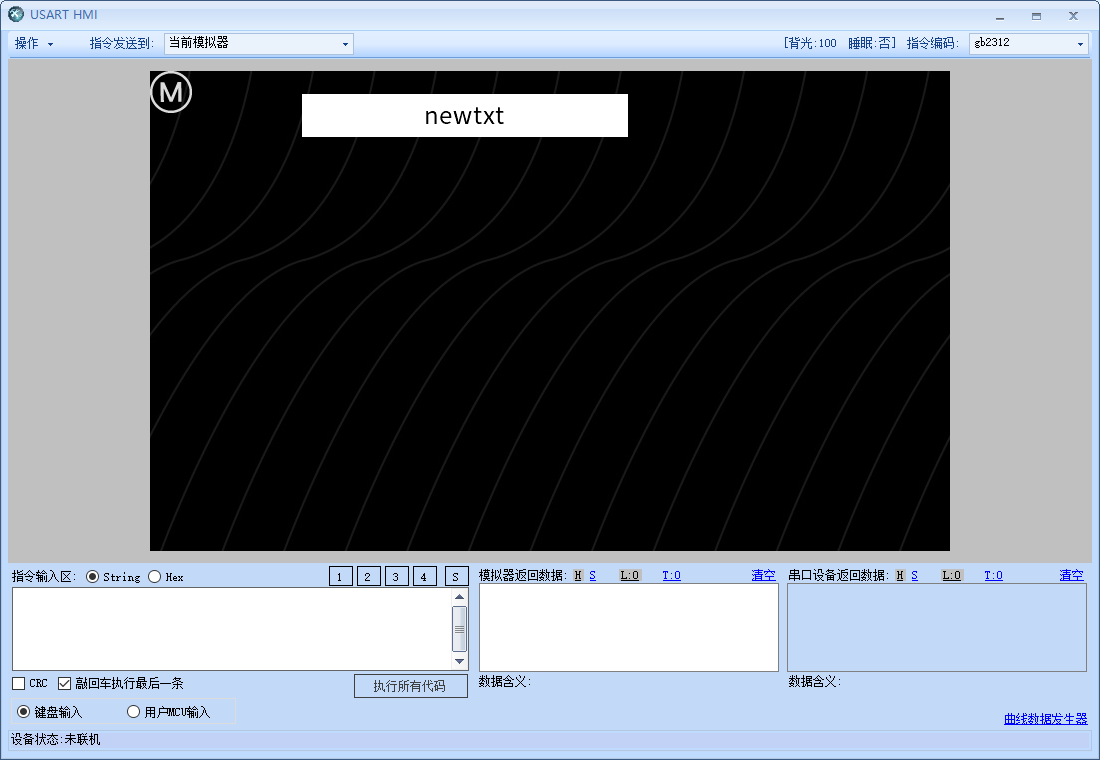 USART HMI
操作 指令发送到: 当前模拟器 [背光:100 睡眠:否] 指令编码: gb2312
M
newtxt
指令输入区: String Hex 1 2 3 4 S 模拟器返回数据: H S L:0 T:0 清空 串口设备返回数据: H S L:0 T:0 清空
CRC 敲回车执行最后一条 执行所有代码 数据含义: 数据含义:
键盘输入 用户MCU输入 曲线数据发生器
设备状态:未联机